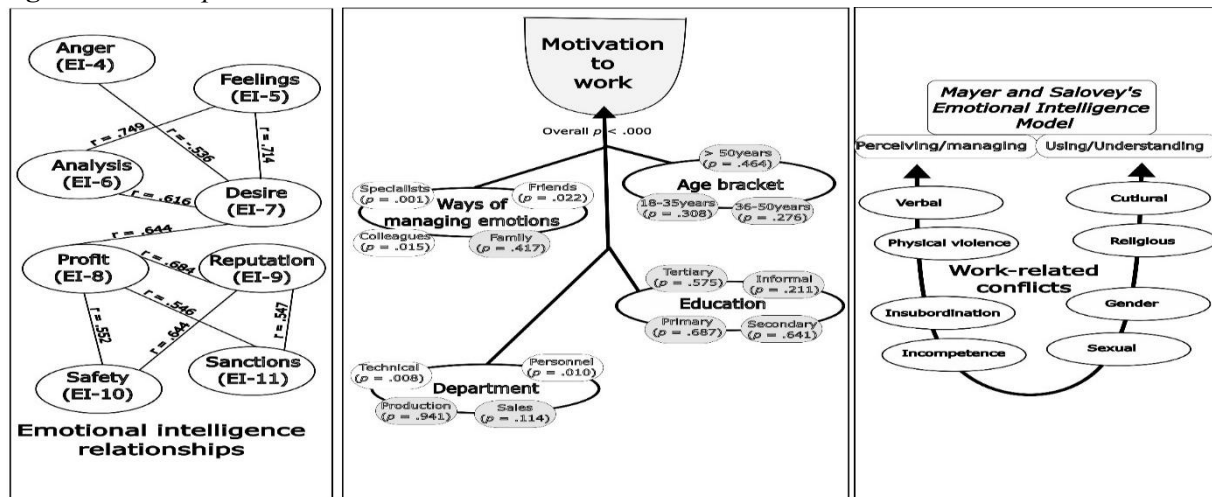 Anger
(EI-4)
Feelings
(EI-5)
r = .749
r = -.536
r = .714
Analysis
(EI-6)
r = .616
Desire
(EI-7)
r = .644
Profit
(EI-8)
r = .684
Reputation
(EI-9)
r = .546
r = .547
r = .552
r = .644
Safety
(EI-10)
Sanctions
(EI-11)
Emotional intelligence
relationships
Motivation
to
work
Overall p < .000
> 50years
(p = .464)
Age bracket
18-35years
(p = .308)
36-50years
(p = .276)
Specialists
(p = .001)
Friends
(p = .022)
Ways of
managing emotions
Colleagues
(p = .015)
Family
(p = .417)
Tertiary
(p = .575)
Informal
(p = .211)
Education
Primary
(p = .687)
Secondary
(p = .641)
Technical
(p = .008)
Personnel
(p = .010)
Department
Production
(p = .941)
Sales
(p = .114)
Mayer and Salovey's
Emotional Intelligence
Model
Perceiving/managing
Using/Understanding
Verbal
Cutlural
Physical violence
Religious
Work-related
conflicts
Insubordination
Gender
Incompetence
Sexual